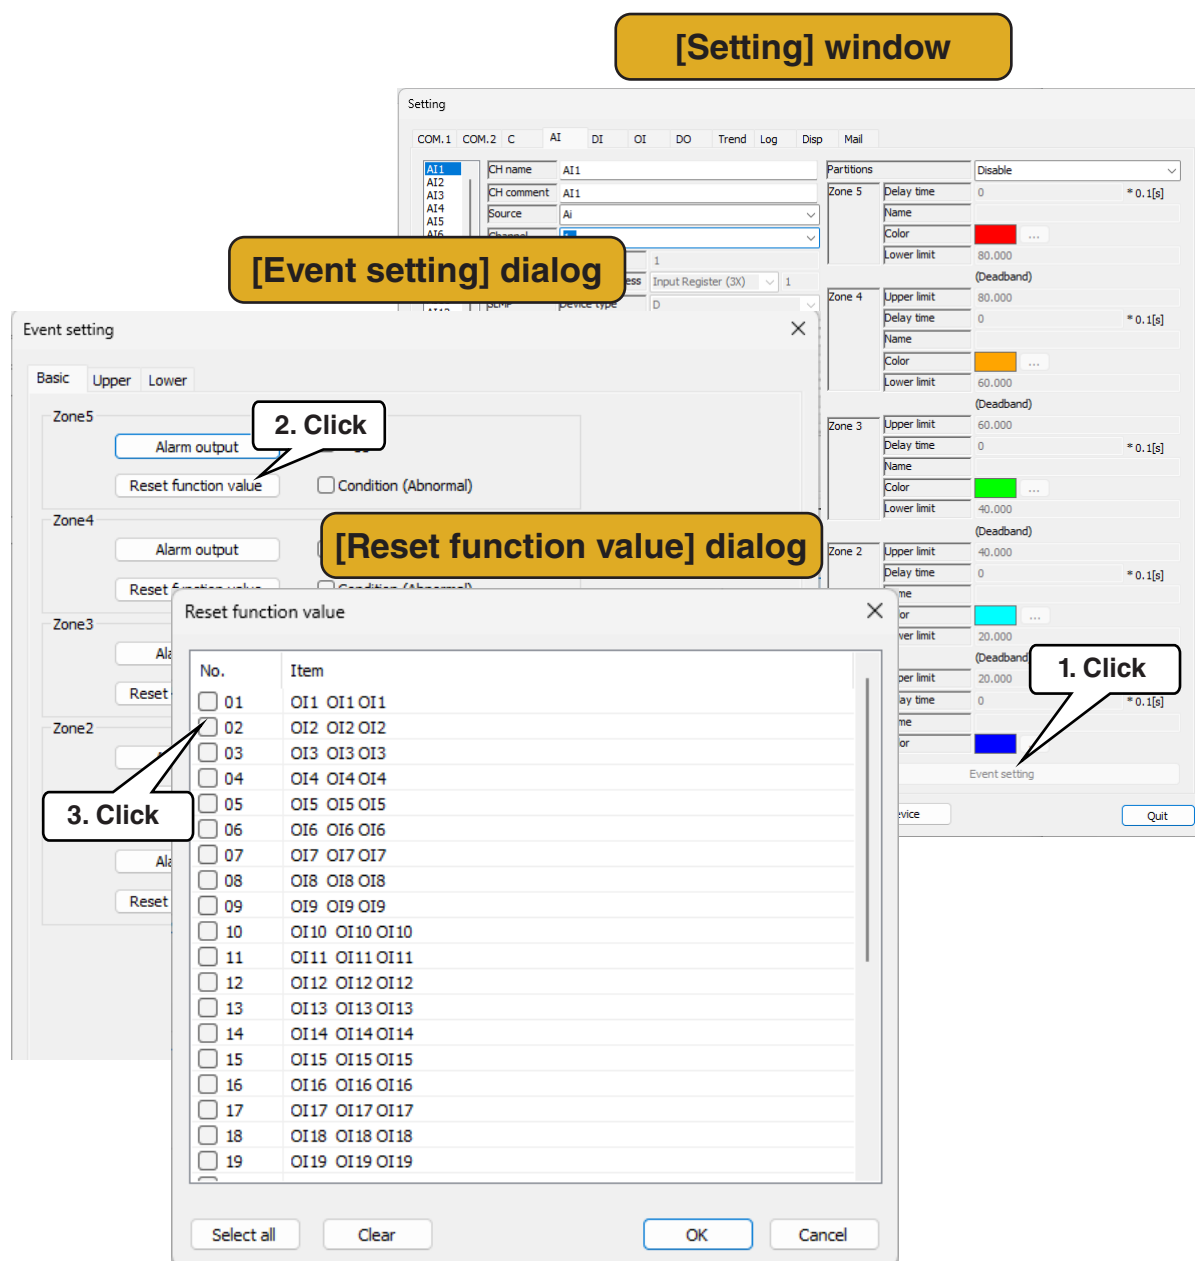 [Setting] window
Setting
COM.1 COM.2 C AI DI OI DO Trend Log Disp Mail
AI1
AI2
AI3
AI4
AI5
AI6
CH name AI1
CH comment AI1
Source Ai
1
Input Register (3X) 1
Device type D
Partitions Disable
Zone 5 Delay time 0 * 0.1[s]
Name
Color ...
Lower limit 80.000
(Deadband)
Zone 4 Upper limit 80.000
Delay time 0 * 0.1[s]
Name
Color ...
Lower limit 60.000
(Deadband)
Zone 3 Upper limit 60.000
Delay time 0 * 0.1[s]
Name
Color ...
Lower limit 40.000
(Deadband)
Zone 2 Upper limit 40.000
Delay time 0 * 0.1[s]
...
20.000
20.000
0 * 0.1[s]
Event setting
Quit
1. Click
[Event setting] dialog
Event setting
Basic Upper Lower
Zone5
Alarm output
Reset function value Condition (Abnormal)
2. Click
Zone4
Alarm output
Reset function value Condition (Abnormal)
Zone3
Reset
Zone2
Reset
3. Click
[Reset function value] dialog
Reset function value
No. Item
01 OI1 OI1 OI1
02 OI2 OI2 OI2
03 OI3 OI3 OI3
04 OI4 OI4 OI4
05 OI5 OI5 OI5
06 OI6 OI6 OI6
07 OI7 OI7 OI7
08 OI8 OI8 OI8
09 OI9 OI9 OI9
10 OI10 OI10 OI10
11 OI11 OI11 OI11
12 OI12 OI12 OI12
13 OI13 OI13 OI13
14 OI14 OI14 OI14
15 OI15 OI15 OI15
16 OI16 OI16 OI16
17 OI17 OI17 OI17
18 OI18 OI18 OI18
19 OI19 OI19 OI19
Select all Clear OK Cancel